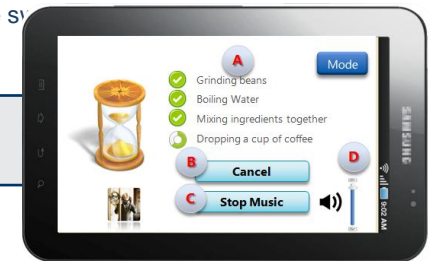 A
Mode
Grinding beans
Boiling Water
Mixing ingredients together
Dropping a cup of coffee
B
D
Cancel
C
Stop Music
SAMSUNG
9:02 AM